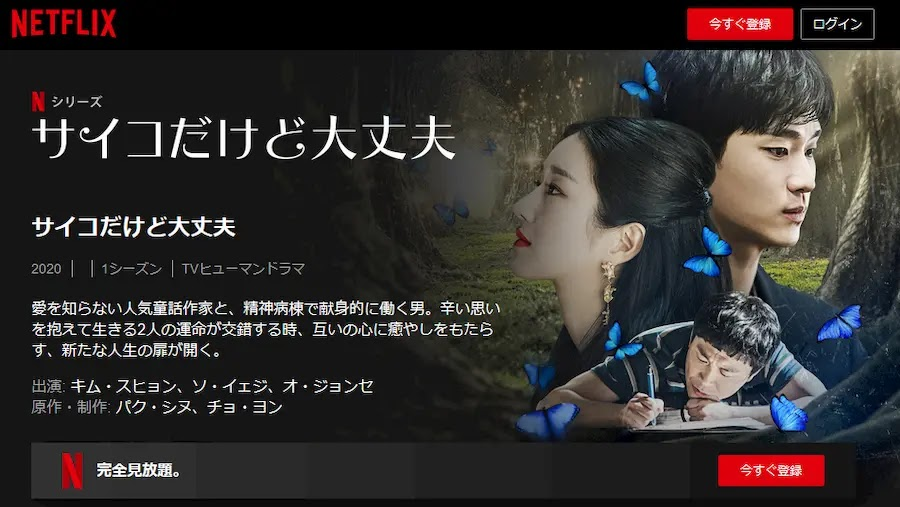 NETFLIX
今すぐ登録
ログイン
N シリーズ
サイコだけど大丈夫
サイコだけど大丈夫
2020 | | 1シーズン | TVヒューマンドラマ
愛を知らない人気童話作家と、精神病棟で献身的に働く男。辛い思い
を抱えて生きる2人の運命が交錯する時、互いの心に癒やしをもたら
す、新たな人生の扉が開く。
出演: キム・スヒョン、ソ・イェジ、オ・ジョンセ
原作・制作: パク・シヌ、チョ・ヨン
N 完全見放題。
今すぐ登録